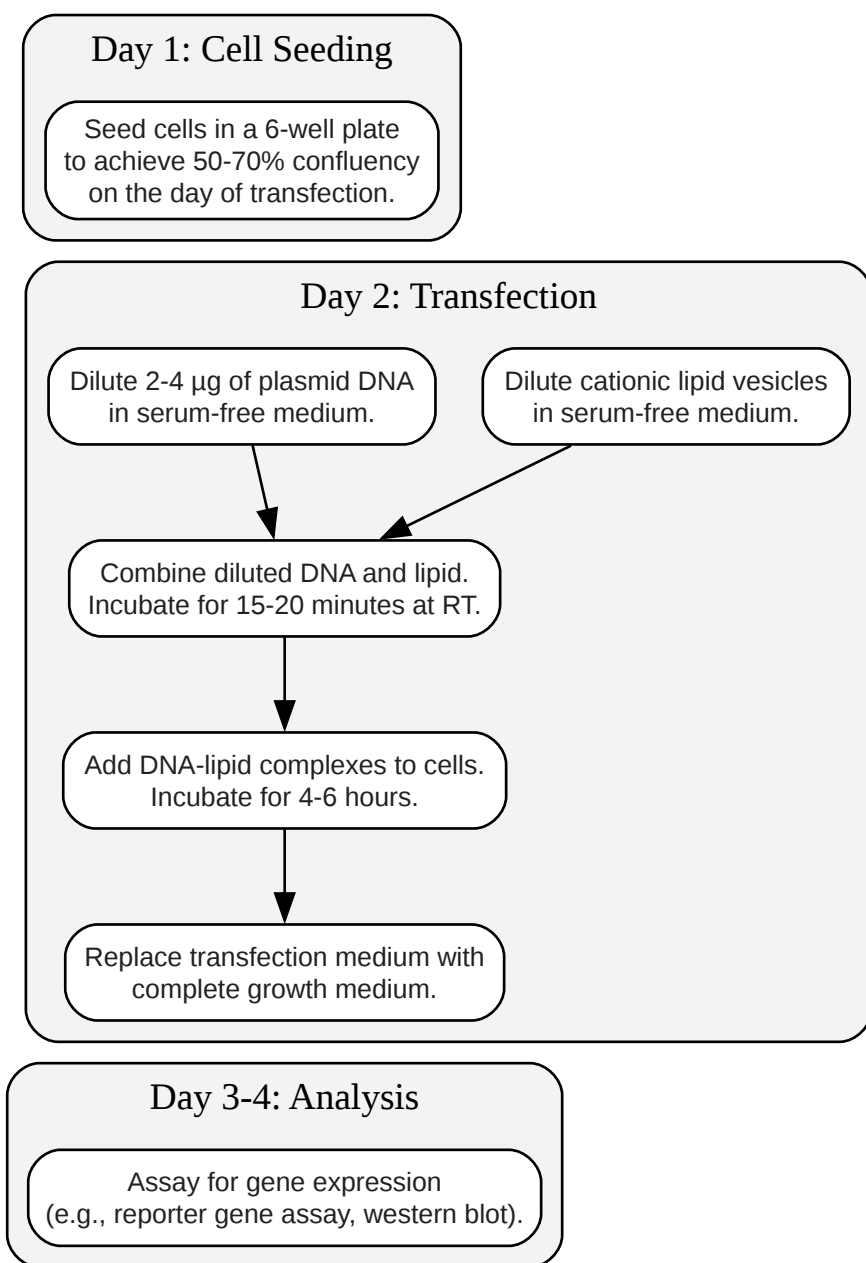 Day 1: Cell Seeding
Seed cells in a 6-well plate
to achieve 50-70% confluency
on the day of transfection.
Day 2: Transfection
Dilute 2-4 µg of plasmid DNA
in serum-free medium.
Dilute cationic lipid vesicles
in serum-free medium.
Combine diluted DNA and lipid.
Incubate for 15-20 minutes at RT.
Add DNA-lipid complexes to cells.
Incubate for 4-6 hours.
Replace transfection medium with
complete growth medium.
Day 3-4: Analysis
Assay for gene expression
(e.g., reporter gene assay, western blot).